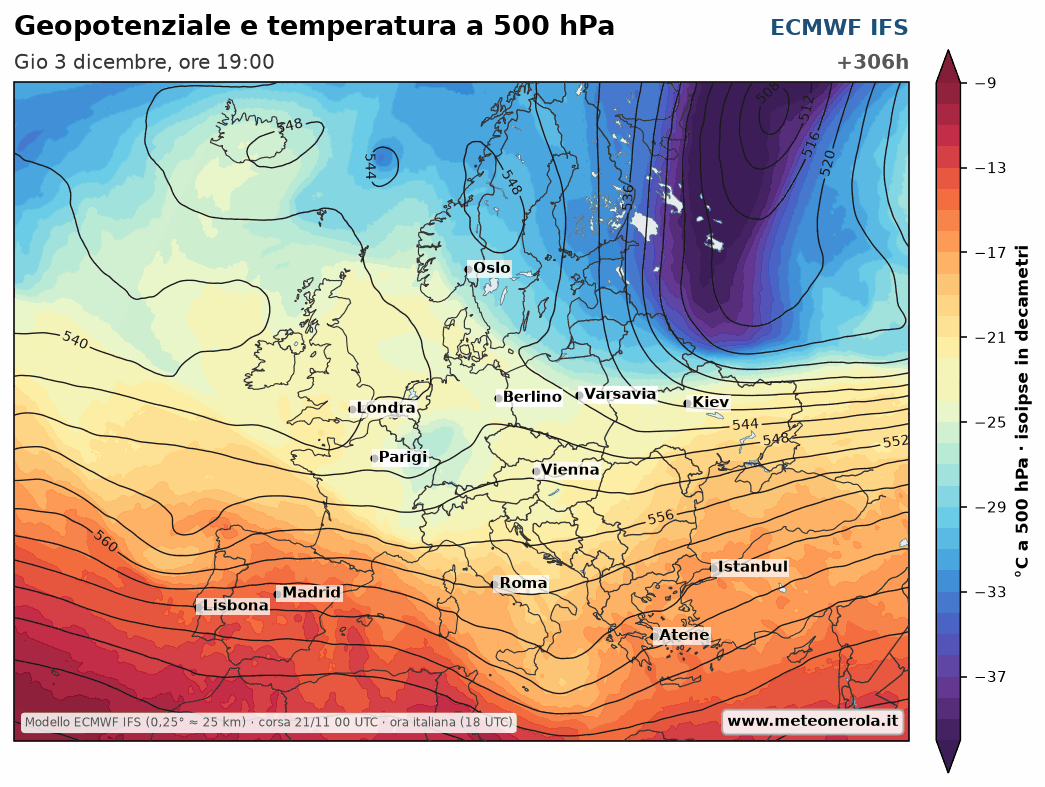 Geopotenziale e temperatura a 500 hPa
ECMWF IFS
Gio 3 dicembre, ore 19:00
+306h
508
512
516
520
548
544
548
536
Oslo
540
Londra
Berlino
Varsavia
Kiev
544
548
552
Parigi
Vienna
556
560
Lisbona
Madrid
Roma
Istanbul
Atene
Modello ECMWF IFS (0,25° ≈ 25 km) · corsa 21/11 00 UTC · ora italiana (18 UTC)
www.meteonerola.it
−9
−13
−17
−21
−25
−29
−33
−37
°C a 500 hPa · isoipse in decametri